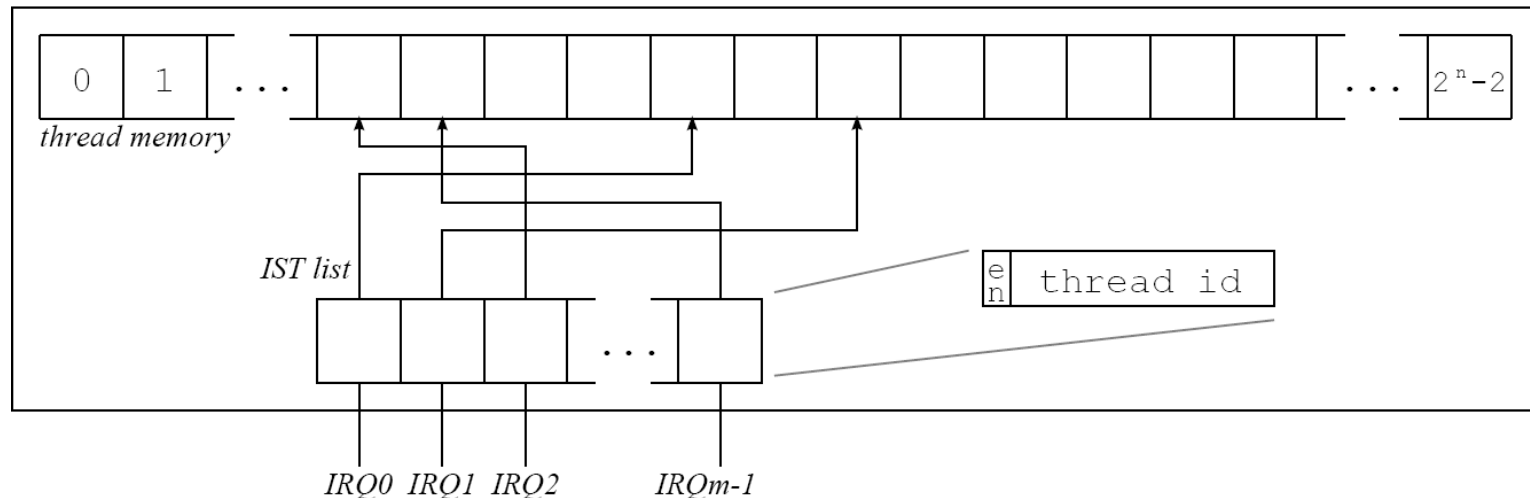 0 1 ... ... 2ⁿ-2
thread memory
IST list
en thread id
...
IRQ0 IRQ1 IRQ2 IRQm-1